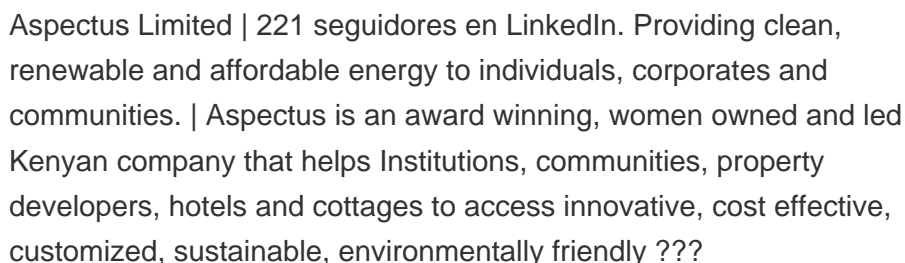 Aspectus Limited | 221 seguidores en LinkedIn. Providing clean,
renewable and affordable energy to individuals, corporates and
communities. | Aspectus is an award winning, women owned and led
Kenyan company that helps Institutions, communities, property
developers, hotels and cottages to access innovative, cost effective,
customized, sustainable, environmentally friendly ???